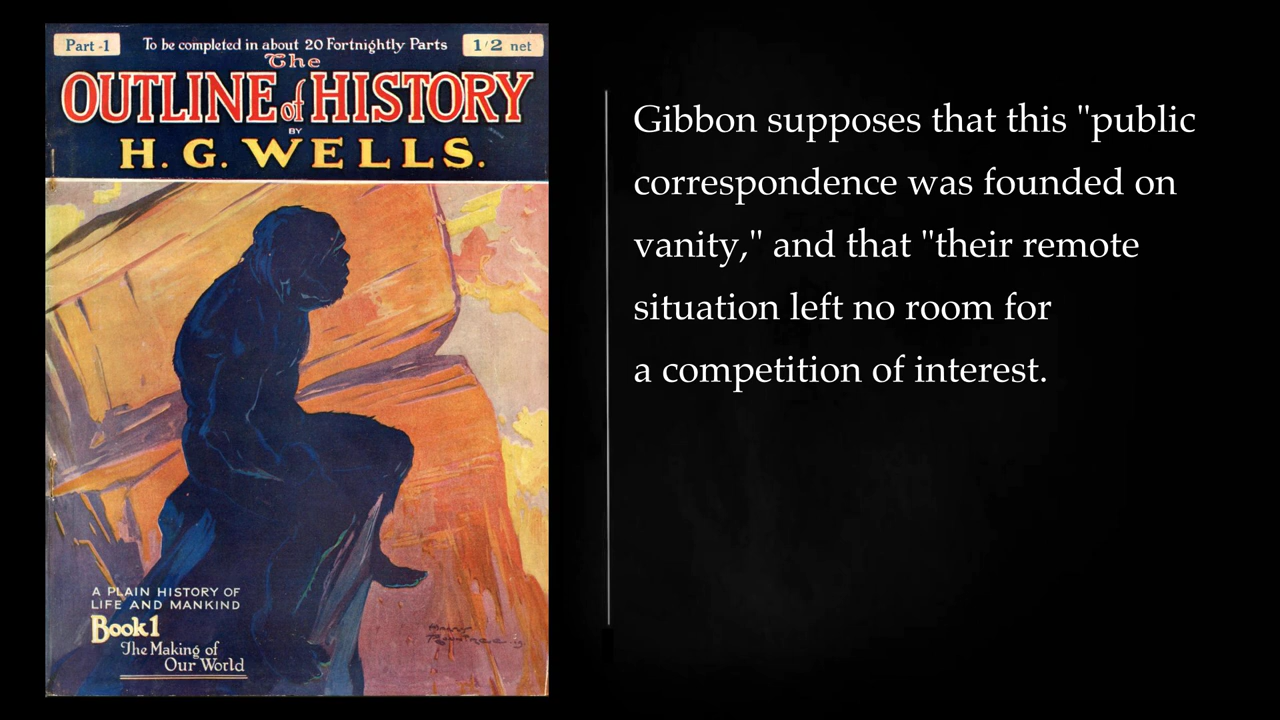 Part -1
To be completed in about 20 Fortnightly Parts
1/2 net
The
OUTLINE of HISTORY
BY
H. G. WELLS.
A PLAIN HISTORY OF
LIFE AND MANKIND
Book 1
The Making of
Our World
Gibbon supposes that this "public
correspondence was founded on
vanity," and that "their remote
situation left no room for
a competition of interest.